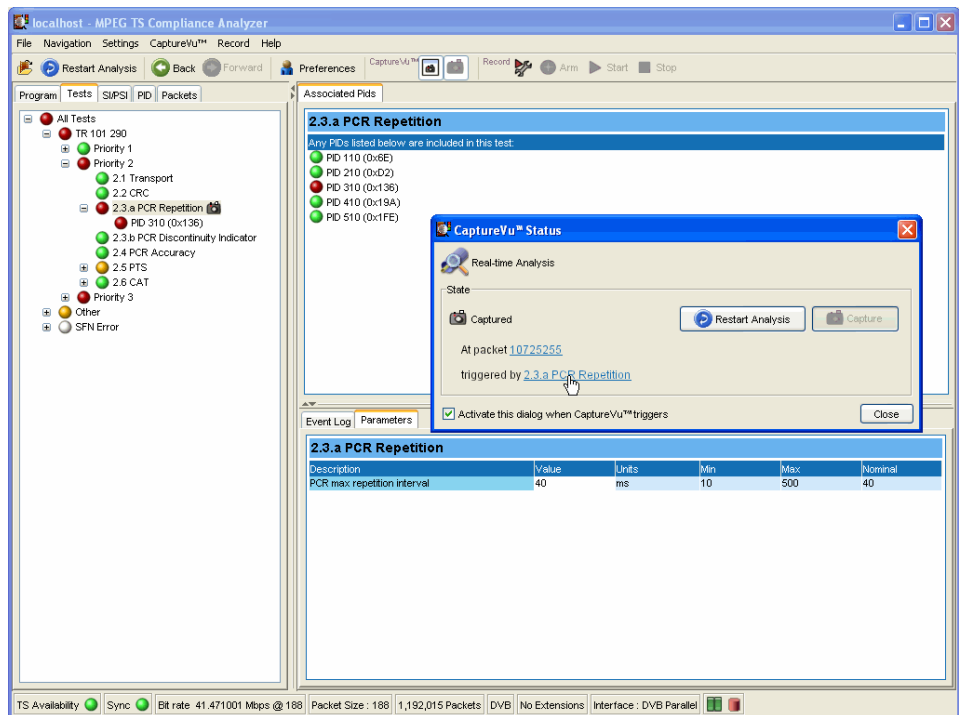 localhost - MPEG TS Compliance Analyzer
File Navigation Settings CaptureVu™ Record Help
Restart Analysis Back Forward Preferences CaptureVu™ Record Arm Start Stop
Program Tests SI/PSI PID Packets
All Tests
TR 101 290
Priority 1
Priority 2
2.1 Transport
2.2 CRC
2.3.a PCR Repetition
PID 310 (0x136)
2.3.b PCR Discontinuity Indicator
2.4 PCR Accuracy
2.5 PTS
2.6 CAT
Priority 3
Other
SFN Error
Associated Pids
2.3.a PCR Repetition
Any PIDs listed below are included in this test:
PID 110 (0x6E)
PID 210 (0xD2)
PID 310 (0x136)
PID 410 (0x19A)
PID 510 (0x1FE)
CaptureVu™ Status
Real-time Analysis
State
Captured
Restart Analysis
Capture
At packet 10725255
triggered by 2.3.a PCR Repetition
Activate this dialog when CaptureVu™ triggers
Close
Event Log Parameters
2.3.a PCR Repetition
Description Value Units Min Max Nominal
PCR max repetition interval 40 ms 10 500 40
TS Availability Sync Bit rate 41.471001 Mbps @ 188 Packet Size : 188 1,192,015 Packets DVB No Extensions Interface : DVB Parallel